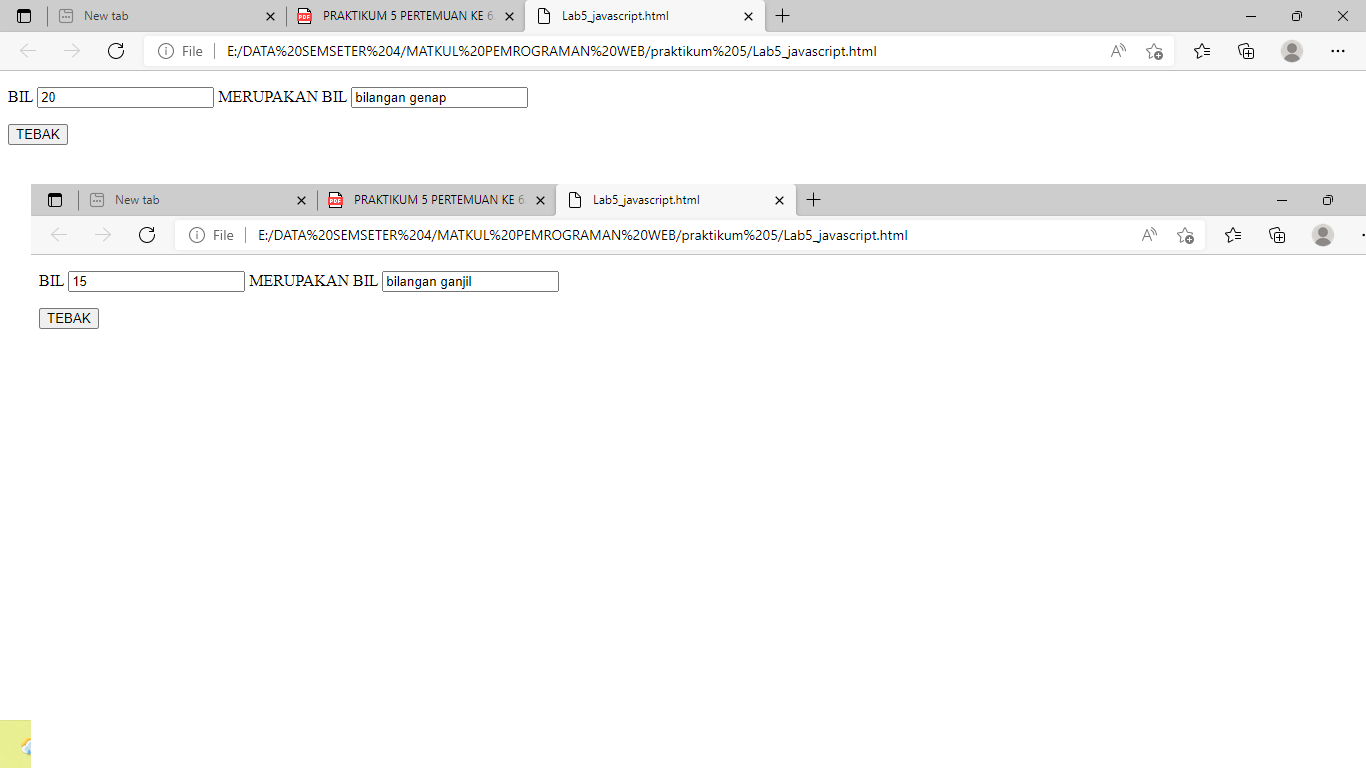 New tab
PRAKTIKUM 5 PERTEMUAN KE 6.
Lab5_javascript.html
File
E:/DATA%20SEMSETER%204/MATKUL%20PEMROGRAMAN%20WEB/praktikum%205/Lab5_javascript.html
BIL 20 MERUPAKAN BIL bilangan genap
TEBAK
New tab
PRAKTIKUM 5 PERTEMUAN KE 6.
Lab5_javascript.html
File
E:/DATA%20SEMSETER%204/MATKUL%20PEMROGRAMAN%20WEB/praktikum%205/Lab5_javascript.html
BIL 15 MERUPAKAN BIL bilangan ganjil
TEBAK